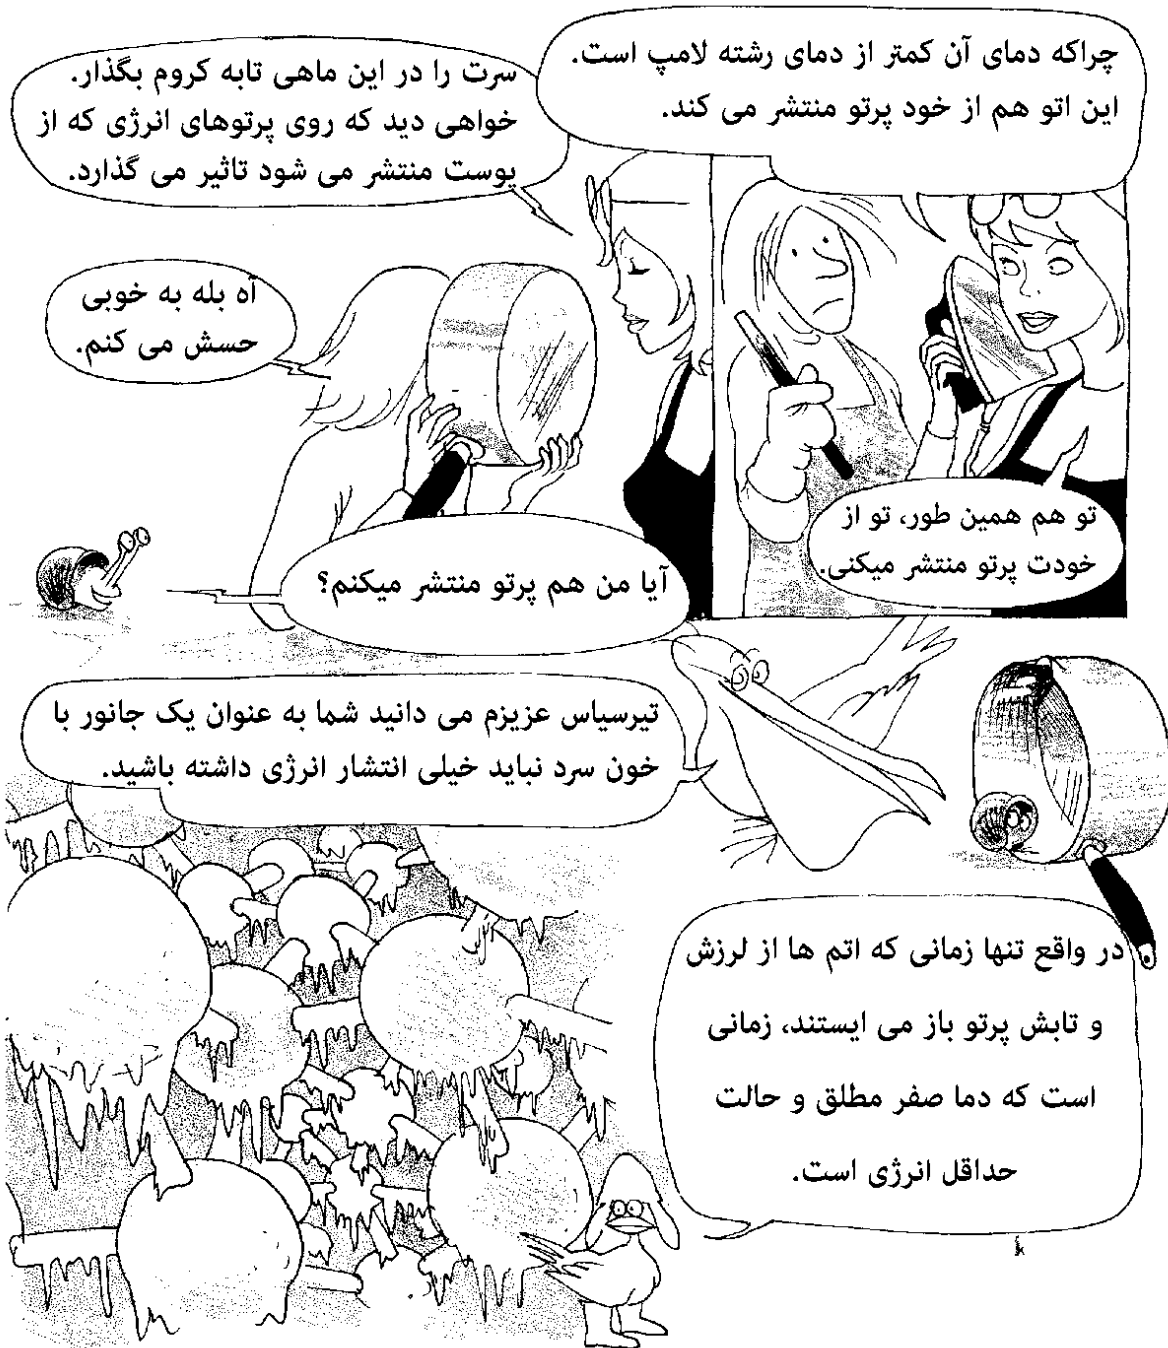 چراکه دمای آن کمتر از دمای رشته لامپ است.
این اتو هم از خود پرتو منتشر می کند.
تو هم همین طور، تو از
خودت پرتو منتشر میکنی.
سرت را در این ماهی تابه کروم بگذار.
خواهی دید که روی پرتوهای انرژی که از
پوست منتشر می شود تاثیر می گذارد.
آه بله به خوبی
حسش می کنم.
آیا من هم پرتو منتشر میکنم؟
تیرسیاس عزیزم می دانید شما به عنوان یک جانور با
خون سرد نباید خیلی انتشار انرژی داشته باشید.
در واقع تنها زمانی که اتم ها از لرزش
و تابش پرتو باز می ایستند، زمانی
است که دما صفر مطلق و حالت
حداقل انرژی است.